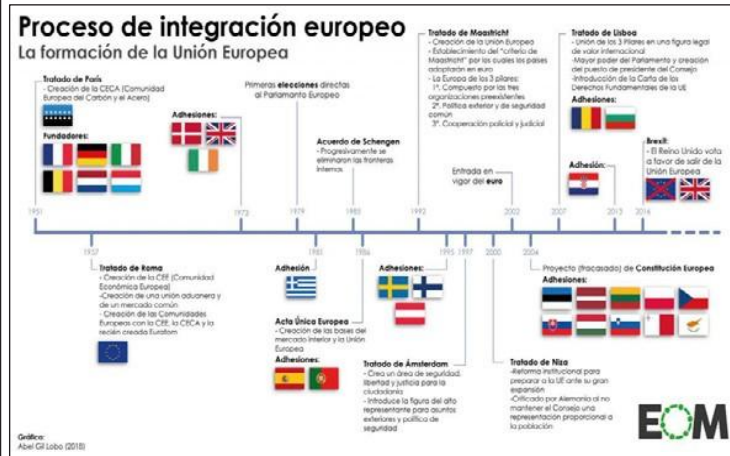 Proceso de integración europeo
La formación de la Unión Europea
Tratado de París
- Creación de la CECA (Comunidad
Europea del Carbón y el Acero)
Fundadores:
Adhesiones:
Primeras elecciones directas
al Parlamento Europeo
Acuerdo de Schengen
- Progresivamente se
eliminaron las fronteras
internas
Tratado de Maastricht
- Creación de la Unión Europea
- Establecimiento del "criterio de
Maastricht" por los cuales los países
adoptarán en euro
- La Europa de los 3 pilares:
1º. Compuesto por las tres
organizaciones preexistentes
2º. Política exterior y de seguridad
común
3º. Cooperación policial y judicial
Entrada en
vigor del euro
Tratado de Lisboa
- Unión de los 3 Pilares en una figura legal
de valor internacional
- Mayor poder del Parlamento y creación
del puesto de presidente del Consejo
-Introducción de la Carta de los
Derechos Fundamentales de la UE
Adhesiones:
Adhesión:
Brexit:
- El Reino Unido vota
a favor de salir de la
Unión Europea
1951
1973
1979
1992
2002
2007
2013
2016
1957
1986
1995
1997
2000
2004
Tratado de Roma
- Creación de la CEE (Comunidad
Económica Europea)
-Creación de una unión aduanera y
de un mercado común
- Creación de las Comunidades
Europeas con la CEE, la CECA y la
recién creada Euratom
Adhesión
Acta Única Europea
- Creación de las bases del
mercado interior y la Unión
Europea
Adhesiones:
Adhesiones:
Tratado de Ámsterdam
- Crea un área de seguridad,
libertad y justicia para la
ciudadanía
- Introduce la figura del alto
representante para asuntos
exteriores y política de
seguridad
Tratado de Niza
-Reforma institucional para
preparar a la UE ante su gran
expansión
-Criticado por Alemania al no
mantener el Consejo una
representación proporcional a
la población
Proyecto (fracasado) de Constitución Europea
Adhesiones:
Gráfico:
Abel Gil Lobo (2018)
EOM